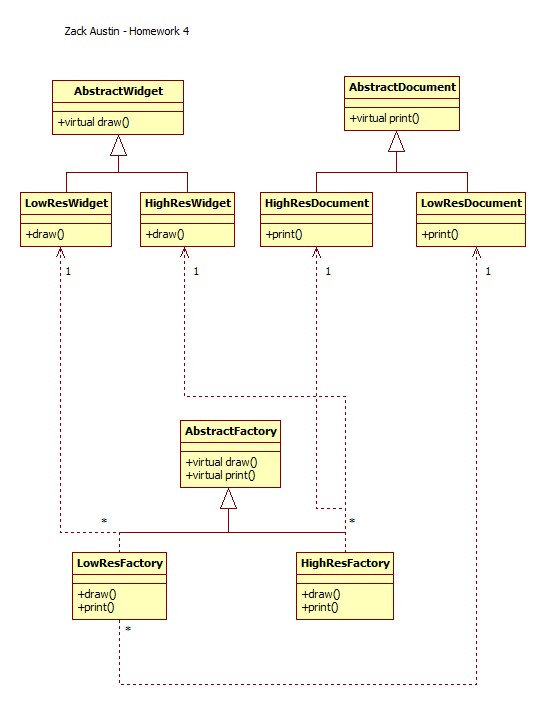 Zack Austin - Homework 4
AbstractWidget
+virtual draw()
AbstractDocument
+virtual print()
LowResWidget
+draw()
HighResWidget
+draw()
HighResDocument
+print()
LowResDocument
+print()
1
1
1
1
AbstractFactory
+virtual draw()
+virtual print()
*
*
LowResFactory
+draw()
+print()
HighResFactory
+draw()
+print()
*